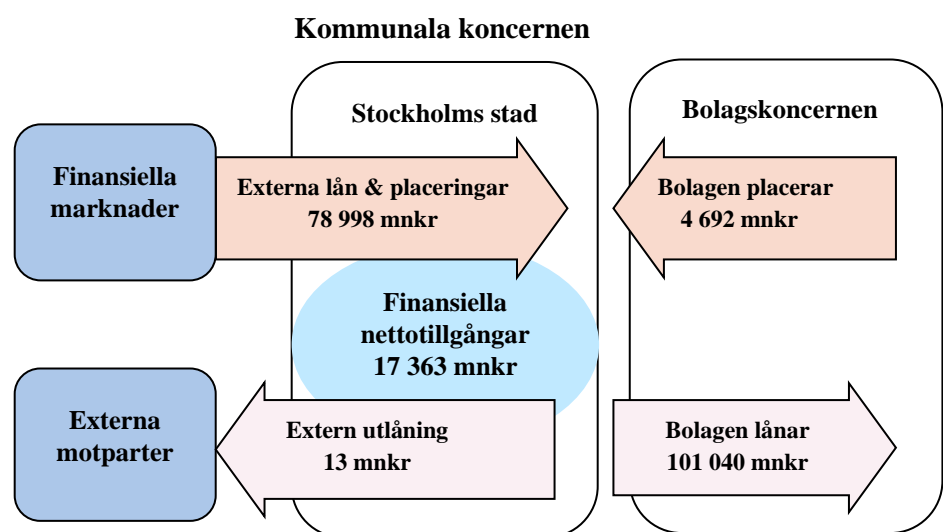 Kommunala koncernen
Stockholms stad
Bolagskoncernen
Finansiella
marknader
Externa lån & placeringar
78 998 mnkr
Bolagen placerar
4 692 mnkr
Finansiella
nettotillgångar
17 363 mnkr
Externa
motparter
Extern utlåning
13 mnkr
Bolagen lånar
101 040 mnkr